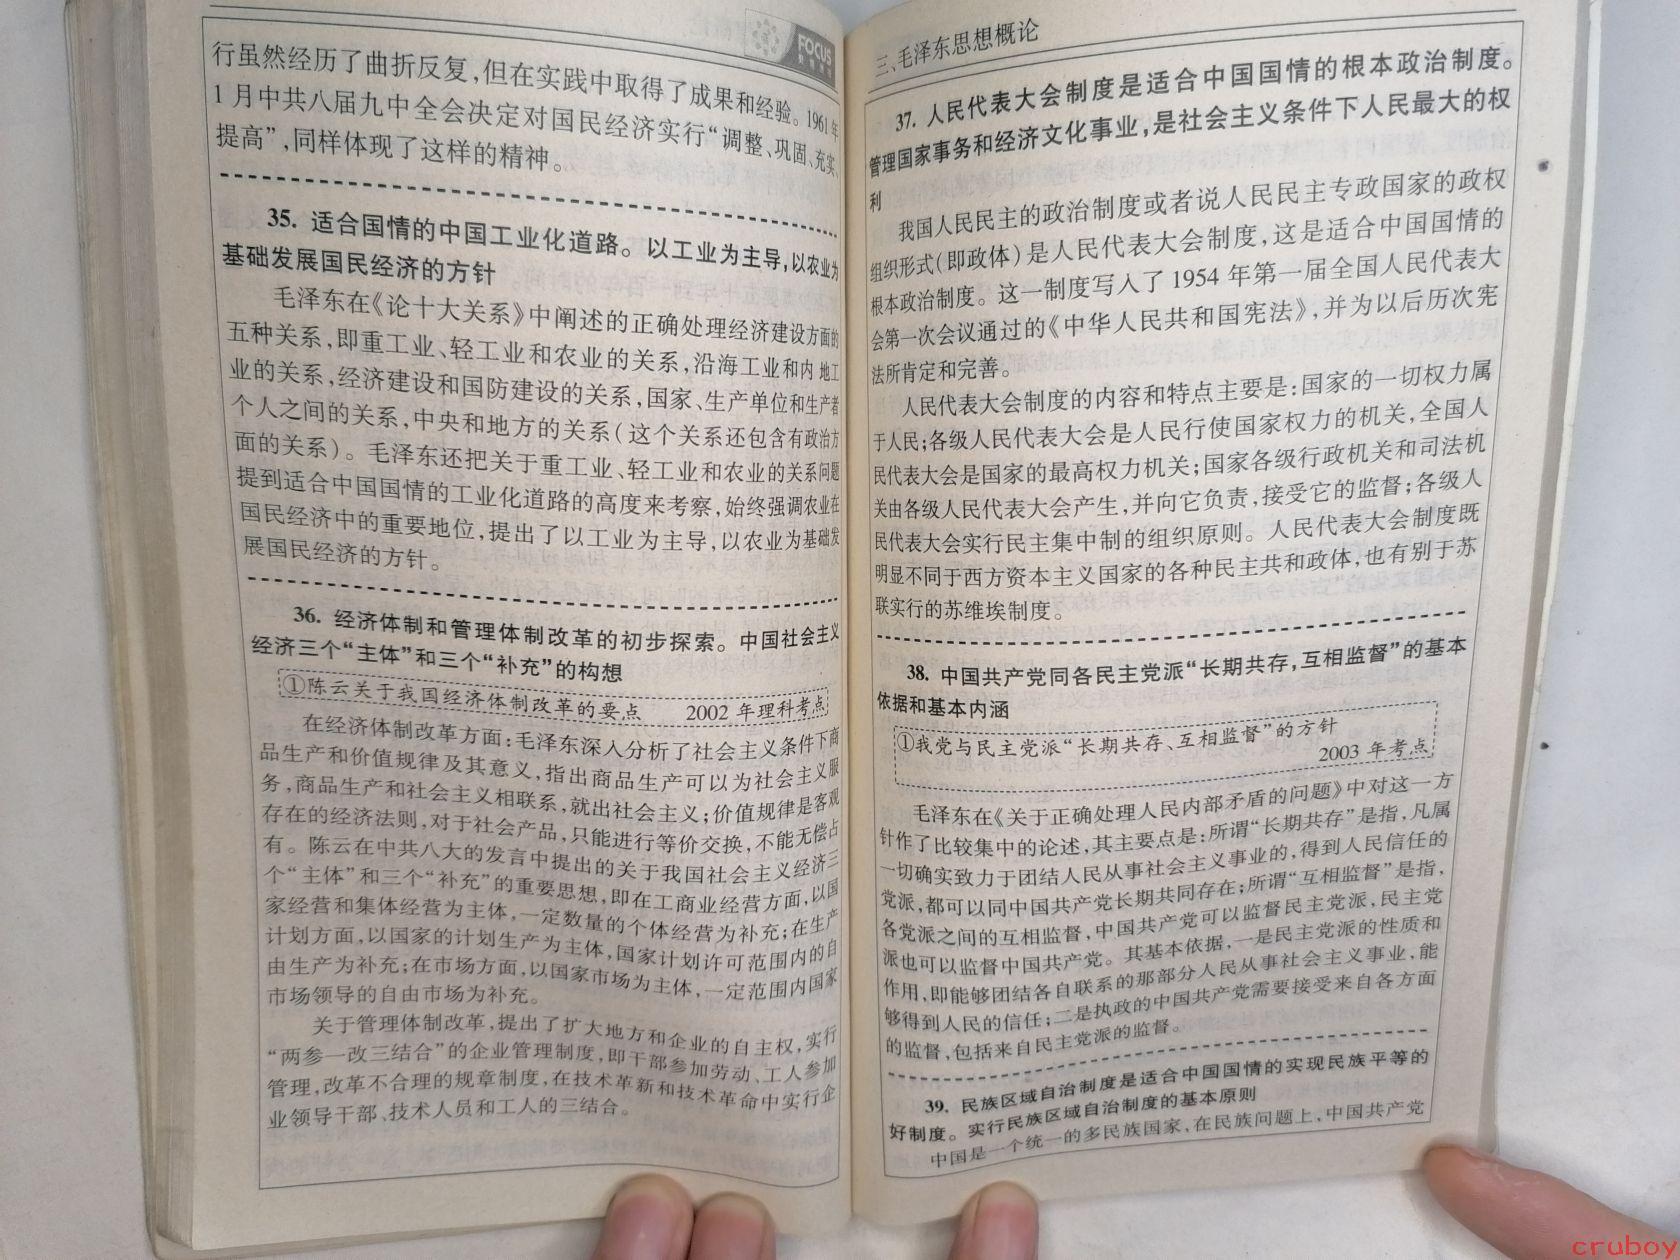 FOCUS
行虽然经历了曲折反复,但在实践中取得了成果和经验。1961年
1月中共八届九中全会决定对国民经济实行“调整、巩固、充实、
提高”,同样体现了这样的精神。
35. 适合国情的中国工业化道路。以工业为主导,以农业为
基础发展国民经济的方针
毛泽东在《论十大关系》中阐述的正确处理经济建设方面的
五种关系,即重工业、轻工业和农业的关系,沿海工业和内地工
业的关系,经济建设和国防建设的关系,国家、生产单位和生产者
个人之间的关系,中央和地方的关系(这个关系还包含有政治方
面的关系)。毛泽东还把关于重工业、轻工业和农业的关系问题
提到适合中国国情的工业化道路的高度来考察,始终强调农业在
国民经济中的重要地位,提出了以工业为主导,以农业为基础发
展国民经济的方针。
36. 经济体制和管理体制改革的初步探索。中国社会主义
经济三个“主体”和三个“补充”的构想
①陈云关于我国经济体制改革的要点 2002 年理科考点
在经济体制改革方面:毛泽东深入分析了社会主义条件下商
品生产和价值规律及其意义,指出商品生产可以为社会主义服
务,商品生产和社会主义相联系,就出社会主义;价值规律是客观
存在的经济法则,对于社会产品,只能进行等价交换,不能无偿占
有。陈云在中共八大的发言中提出的关于我国社会主义经济三
个“主体”和三个“补充”的重要思想,即在工商业经营方面,以国
家经营和集体经营为主体,一定数量的个体经营为补充;在生产
计划方面,以国家的计划生产为主体,国家计划许可范围内的自
由生产为补充;在市场方面,以国家市场为主体,一定范围内国家
市场领导的自由市场为补充。
关于管理体制改革,提出了扩大地方和企业的自主权,实行
“两参一改三结合”的企业管理制度,即干部参加劳动、工人参加
管理,改革不合理的规章制度,在技术革新和技术革命中实行企
业领导干部、技术人员和工人的三结合。
三、毛泽东思想概论
37. 人民代表大会制度是适合中国国情的根本政治制度。
管理国家事务和经济文化事业,是社会主义条件下人民最大的权
利
我国人民民主的政治制度或者说人民民主专政国家的政权
组织形式(即政体)是人民代表大会制度,这是适合中国国情的
根本政治制度。这一制度写入了 1954 年第一届全国人民代表大
会第一次会议通过的《中华人民共和国宪法》,并为以后历次宪
法所肯定和完善。
人民代表大会制度的内容和特点主要是:国家的一切权力属
于人民;各级人民代表大会是人民行使国家权力的机关,全国人
民代表大会是国家的最高权力机关;国家各级行政机关和司法机
关由各级人民代表大会产生,并向它负责,接受它的监督;各级人
民代表大会实行民主集中制的组织原则。人民代表大会制度既
明显不同于西方资本主义国家的各种民主共和政体,也有别于苏
联实行的苏维埃制度。
38. 中国共产党同各民主党派“长期共存,互相监督”的基本
依据和基本内涵
①我党与民主党派“长期共存、互相监督”的方针
2003 年考点
毛泽东在《关于正确处理人民内部矛盾的问题》中对这一方
针作了比较集中的论述,其主要点是:所谓“长期共存”是指,凡属
一切确实致力于团结人民从事社会主义事业的,得到人民信任的
党派,都可以同中国共产党长期共同存在;所谓“互相监督”是指,
各党派之间的互相监督,中国共产党可以监督民主党派,民主党
派也可以监督中国共产党。其基本依据,一是民主党派的性质和
作用,即能够团结各自联系的那部分人民从事社会主义事业,能
够得到人民的信任;二是执政的中国共产党需要接受来自各方面
的监督,包括来自民主党派的监督。
39. 民族区域自治制度是适合中国国情的实现民族平等的
好制度。实行民族区域自治制度的基本原则
中国是一个统一的多民族国家,在民族问题上,中国共产党
cruboy